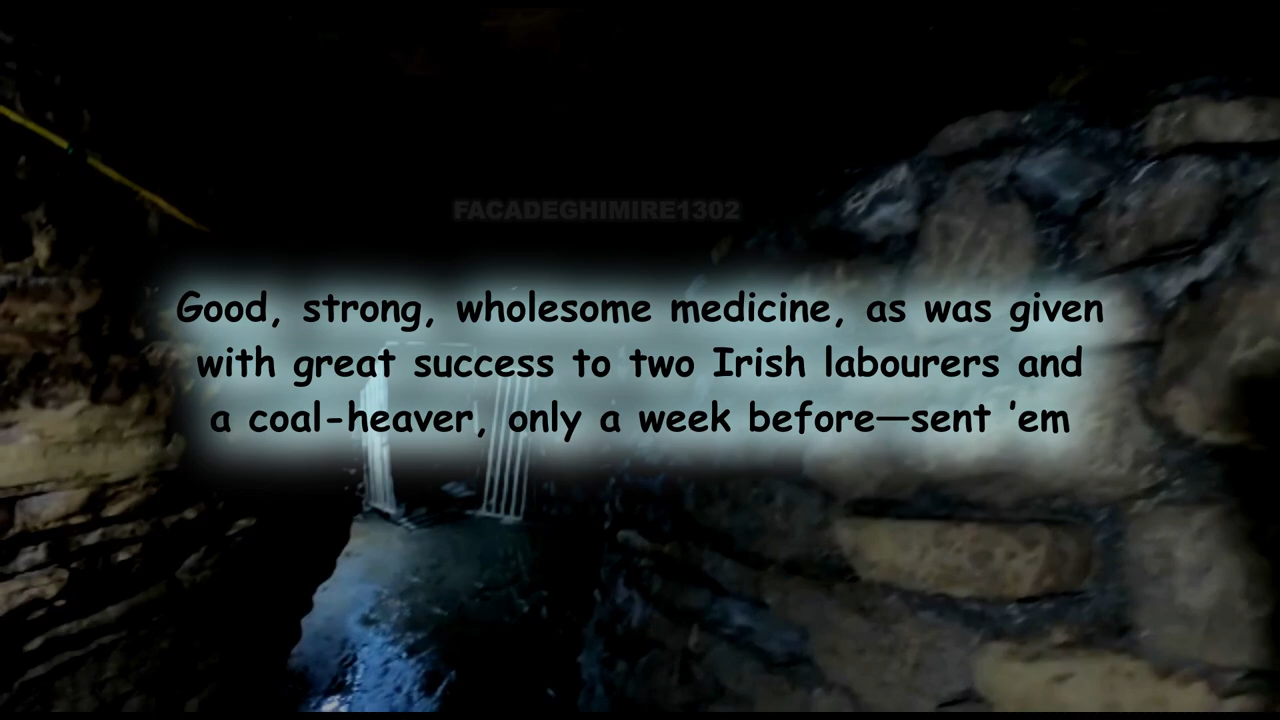 FACADEGHIMIRE1302
Good, strong, wholesome medicine, as was given
with great success to two Irish labourers and
a coal-heaver, only a week before—sent ’em